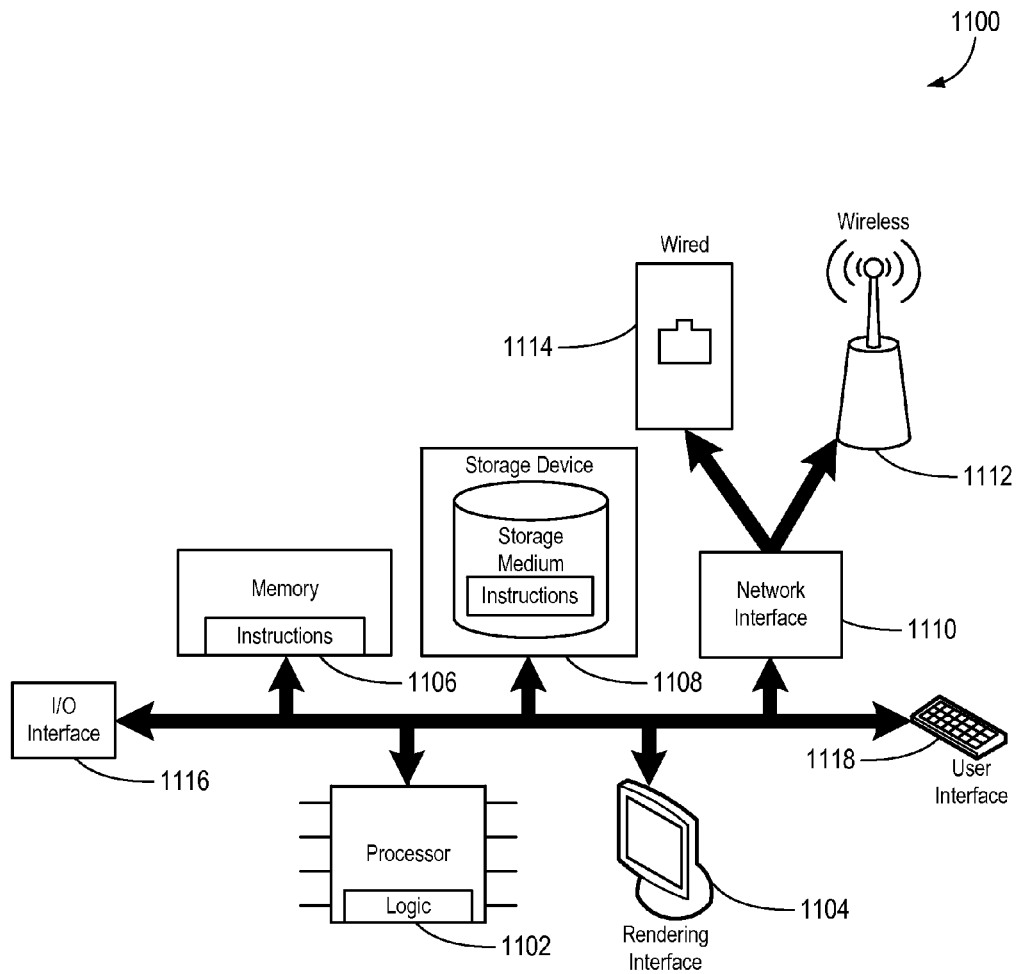 1100
Wireless
Wired
1114
1112
Storage Device
Storage
Medium
Instructions
Memory
Instructions
Network
Interface
1110
1106
1108
I/O
Interface
1116
1118
User
Interface
Processor
Logic
1102
1104
Rendering
Interface